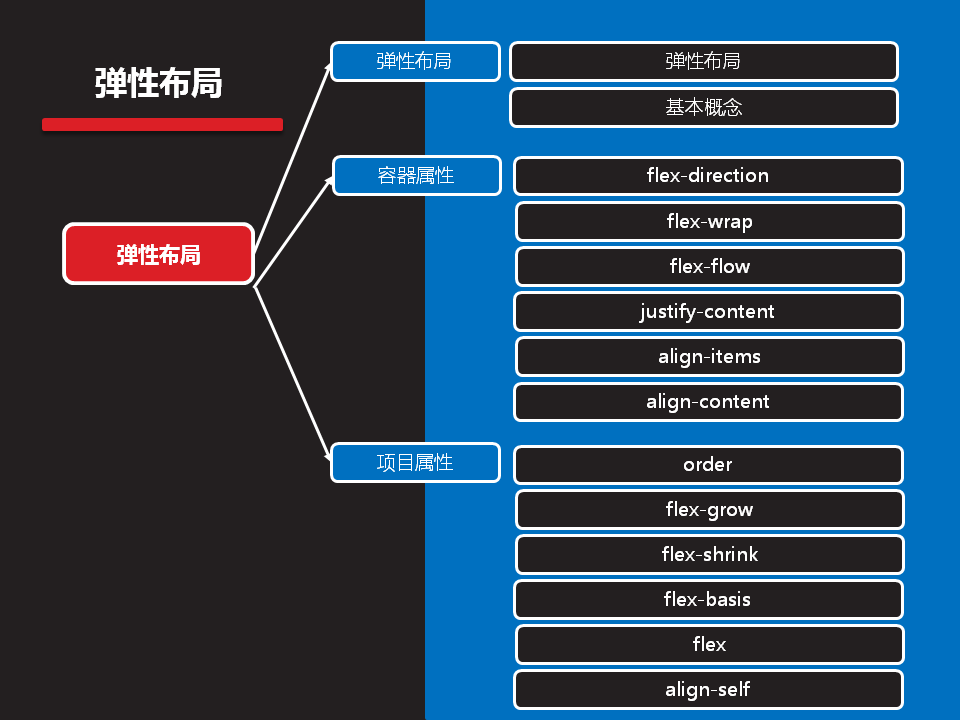 弹性布局
弹性布局
弹性布局
弹性布局
基本概念
容器属性
flex-direction
flex-wrap
flex-flow
justify-content
align-items
align-content
项目属性
order
flex-grow
flex-shrink
flex-basis
flex
align-self